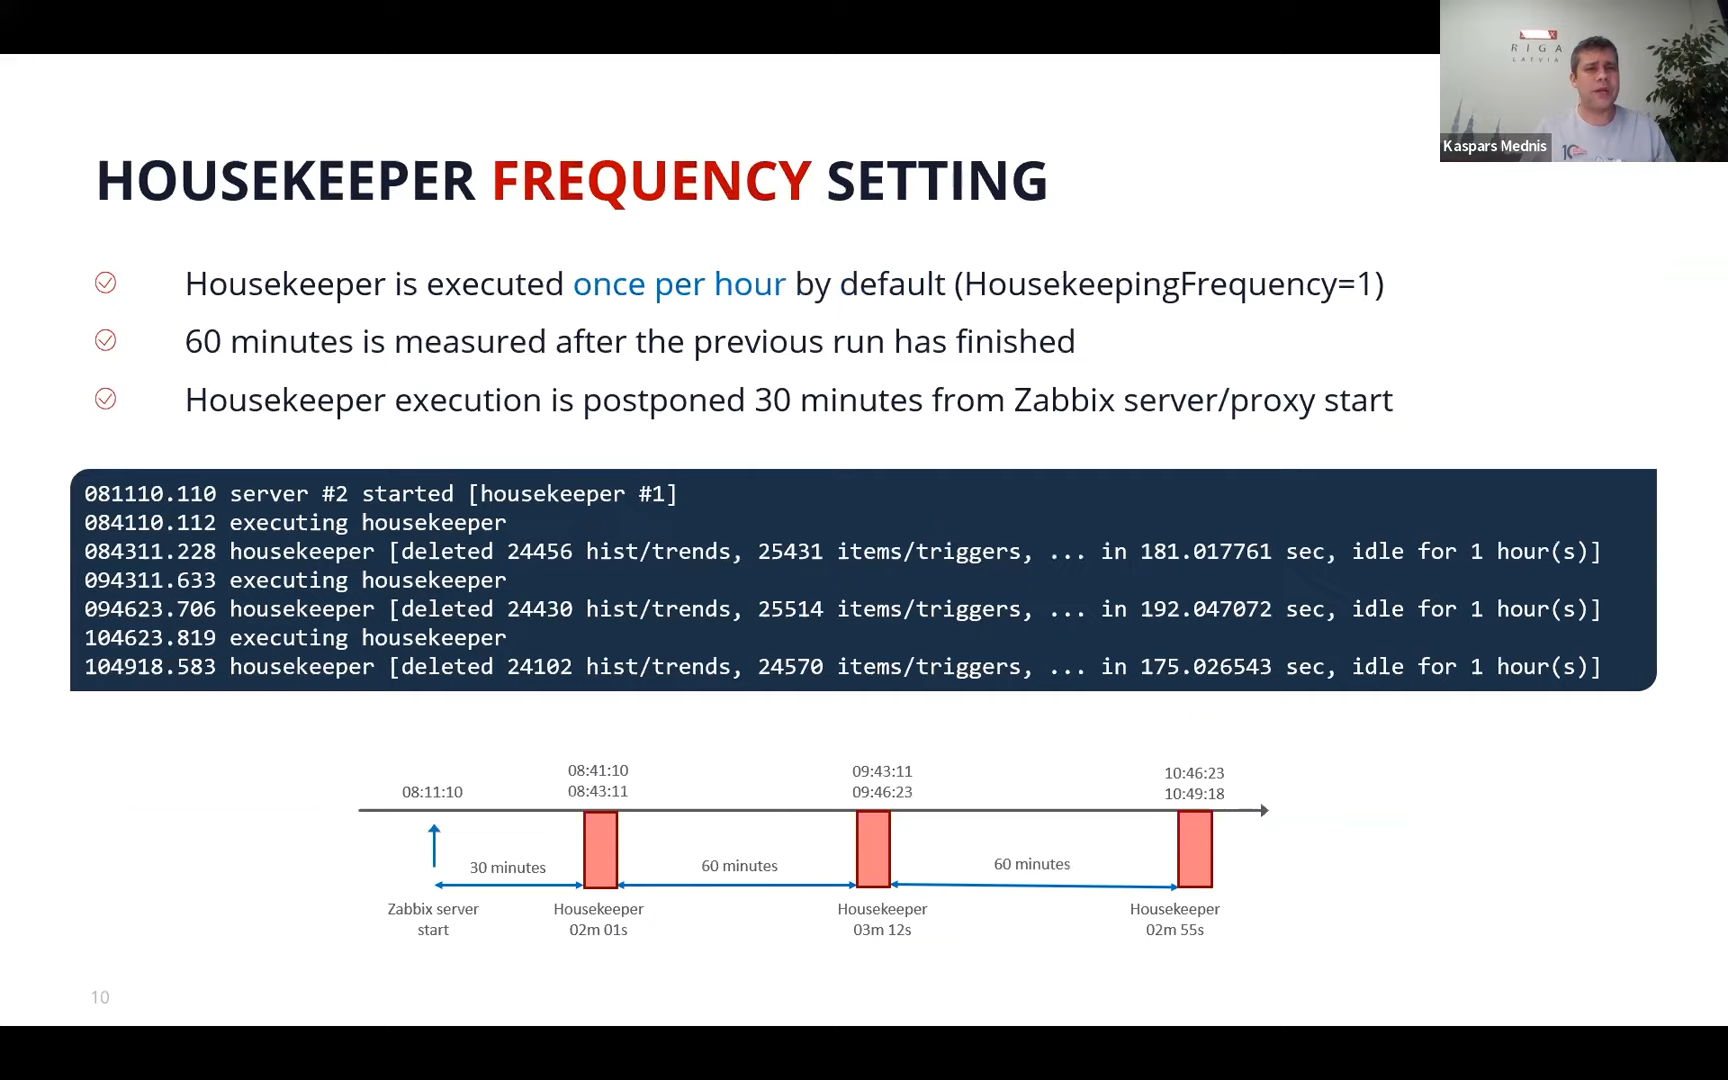 RIGA
LATVIA
Kaspars Mednis
HOUSEKEEPER FREQUENCY SETTING
Housekeeper is executed once per hour by default (HousekeepingFrequency=1)
60 minutes is measured after the previous run has finished
Housekeeper execution is postponed 30 minutes from Zabbix server/proxy start
081110.110 server #2 started [housekeeper #1]
084110.112 executing housekeeper
084311.228 housekeeper [deleted 24456 hist/trends, 25431 items/triggers, ... in 181.017761 sec, idle for 1 hour(s)]
094311.633 executing housekeeper
094623.706 housekeeper [deleted 24430 hist/trends, 25514 items/triggers, ... in 192.047072 sec, idle for 1 hour(s)]
104623.819 executing housekeeper
104918.583 housekeeper [deleted 24102 hist/trends, 24570 items/triggers, ... in 175.026543 sec, idle for 1 hour(s)]
08:11:10
08:41:10
08:43:11
09:43:11
09:46:23
10:46:23
10:49:18
30 minutes
60 minutes
60 minutes
Zabbix server
start
Housekeeper
02m 01s
Housekeeper
03m 12s
Housekeeper
02m 55s
10